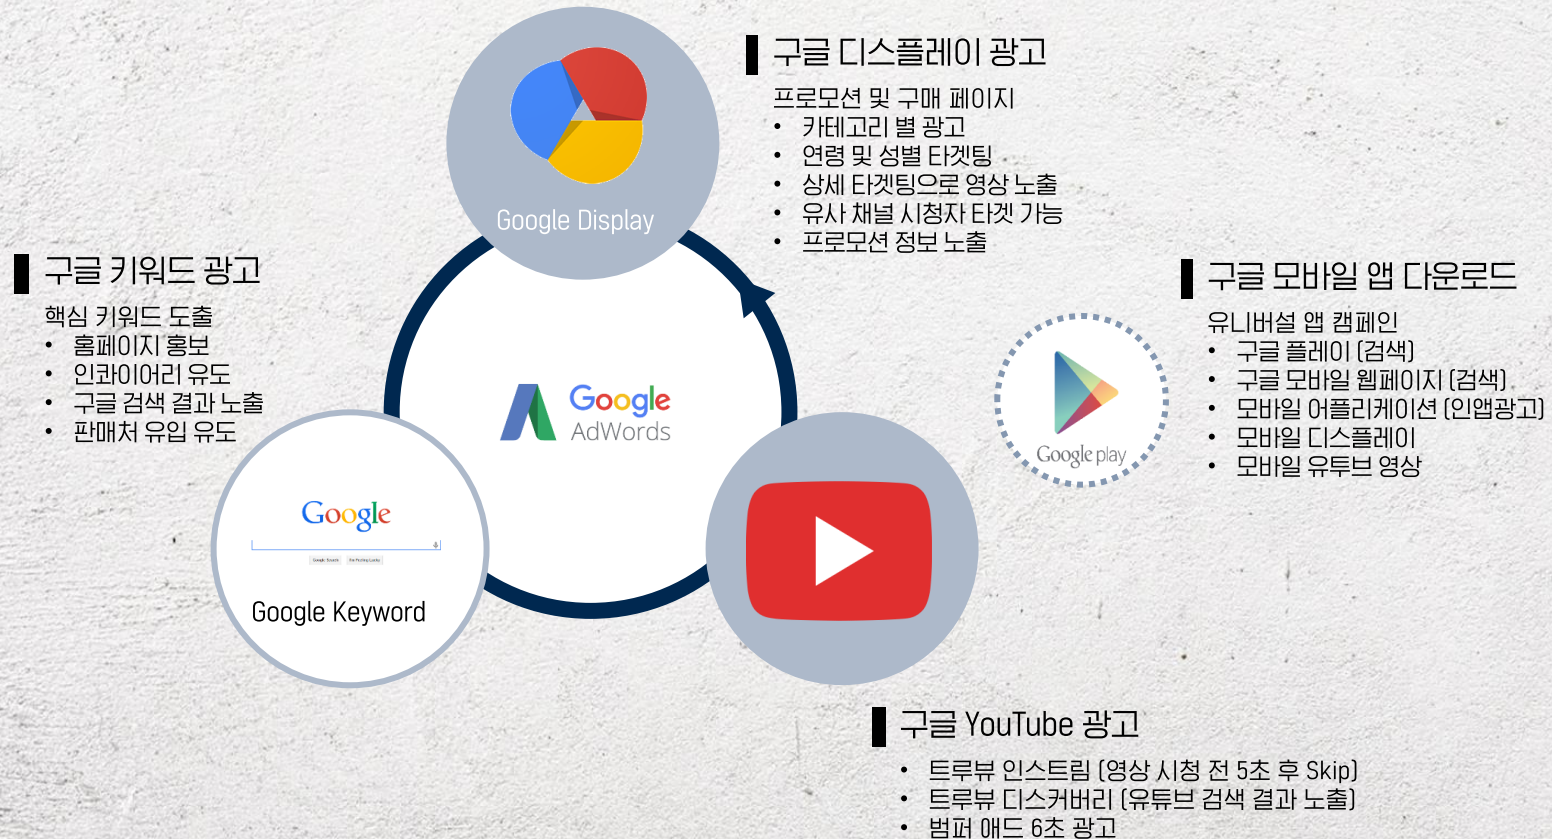 구글 디스플레이 광고
프로모션 및 구매 페이지
• 카테고리 별 광고
• 연령 및 성별 타겟팅
• 상세 타겟팅으로 영상 노출
• 유사 채널 시청자 타겟 가능
• 프로모션 정보 노출
Google Display
구글 키워드 광고
핵심 키워드 도출
• 홈페이지 홍보
• 인콰이어리 유도
• 구글 검색 결과 노출
• 판매처 유입 유도
구글 모바일 앱 다운로드
유니버설 앱 캠페인
• 구글 플레이 (검색)
• 구글 모바일 웹페이지 (검색)
• 모바일 어플리케이션 (인앱광고)
• 모바일 디스플레이
• 모바일 유투브 영상
Google
AdWords
Google play
Google
Google Keyword
구글 YouTube 광고
• 트루뷰 인스트림 (영상 시청 전 5초 후 Skip)
• 트루뷰 디스커버리 (유튜브 검색 결과 노출)
• 범퍼 애드 6초 광고